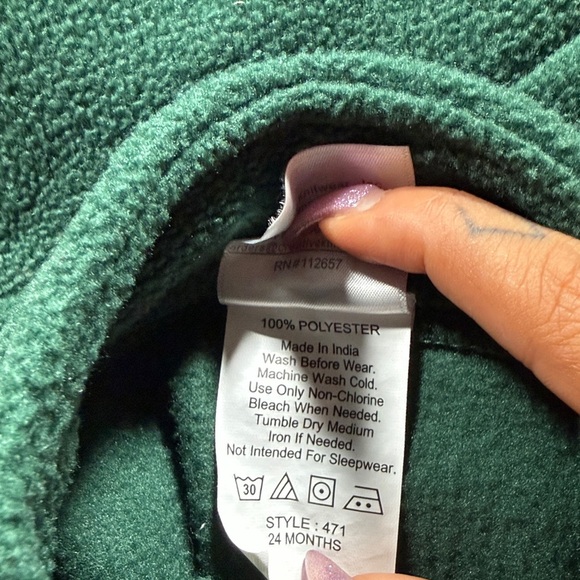 RN#112657
100% POLYESTER
Made In India
Wash Before Wear.
Machine Wash Cold.
Use Only Non-Chlorine
Bleach When Needed.
Tumble Dry Medium
Iron If Needed.
Not Intended For Sleepwear.
30
STYLE : 471
24 MONTHS